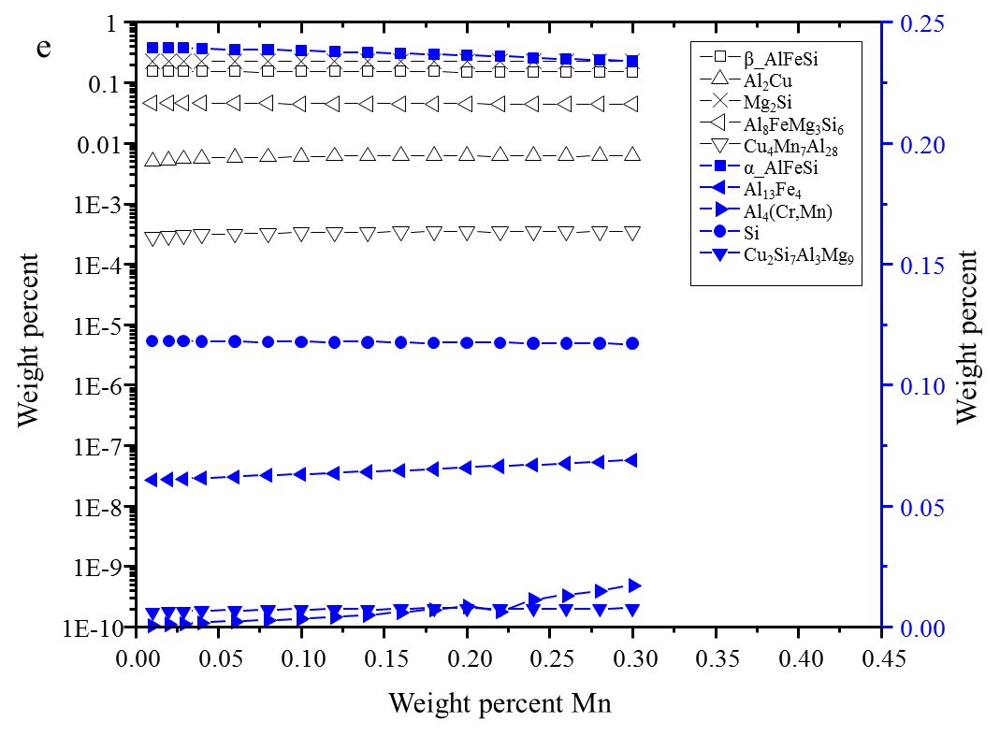 e
1
0.1
0.01
1E-3
1E-4
1E-5
1E-6
1E-7
1E-8
1E-9
1E-10
Weight percent
0.00 0.05 0.10 0.15 0.20 0.25 0.30 0.35 0.40 0.45
Weight percent Mn
0.25
0.20
0.15
0.10
0.05
0.00
Weight percent
β_AlFeSi
Al₂Cu
Mg₂Si
Al₈FeMg₃Si₆
Cu₄Mn₇Al₂₈
α_AlFeSi
Al₁₃Fe₄
Al₄(Cr,Mn)
Si
Cu₂Si₇Al₃Mg₉